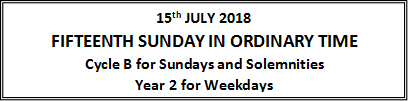 15th JULY 2018
FIFTEENTH SUNDAY IN ORDINARY TIME
Cycle B for Sundays and Solemnities
Year 2 for Weekdays